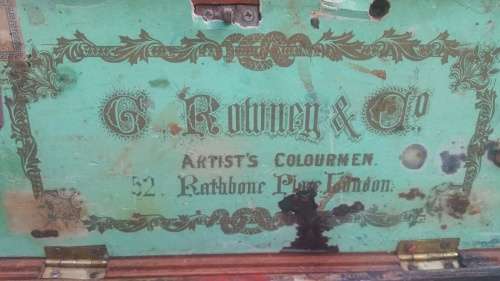 G. Rowney & Co
ARTIST'S COLOURMEN.
52. Rathbone Place, London.